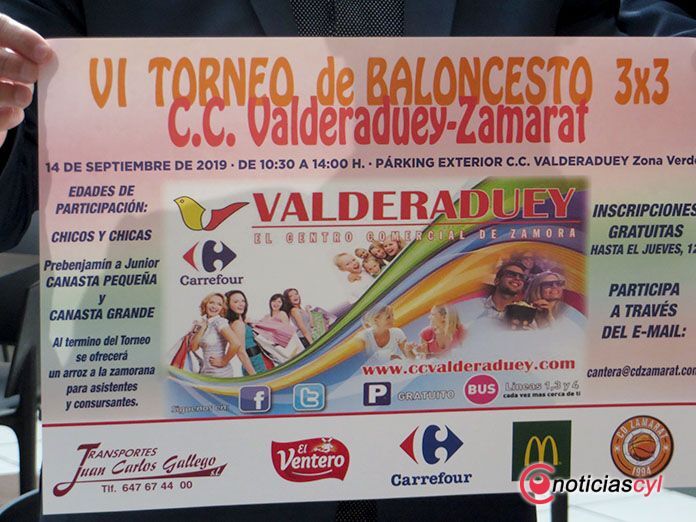 VI TORNEO de BALONCESTO 3x3
C.C. Valderaduey-Zamarat
14 DE SEPTIEMBRE DE 2019 · DE 10:30 A 14:00 H. · PÁRKING EXTERIOR C.C. VALDERADUEY Zona Verde
EDADES DE
PARTICIPACIÓN:
CHICOS Y CHICAS
Prebenjamín a Junior
CANASTA PEQUEÑA
y
CANASTA GRANDE
Al termino del Torneo
se ofrecerá
un arroz a la zamorana
para asistentes
y consursantes.
VALDERADUEY
EL CENTRO COMERCIAL DE ZAMORA
Carrefour
www.ccvalderaduey.com
Síguenos en:
P GRATUITO
BUS Líneas 1,3 y 4
cada vez mas cerca de ti
INSCRIPCIONES
GRATUITAS
HASTA EL JUEVES, 12
PARTICIPA
A TRAVÉS
DEL E-MAIL:
cantera@cdzamarat.com
TRANSPORTES
Juan Carlos Gallego S.L.
Tlf. 647 67 44 00
El
Ventero
Carrefour
CD ZAMARAT
1994
noticiascyl